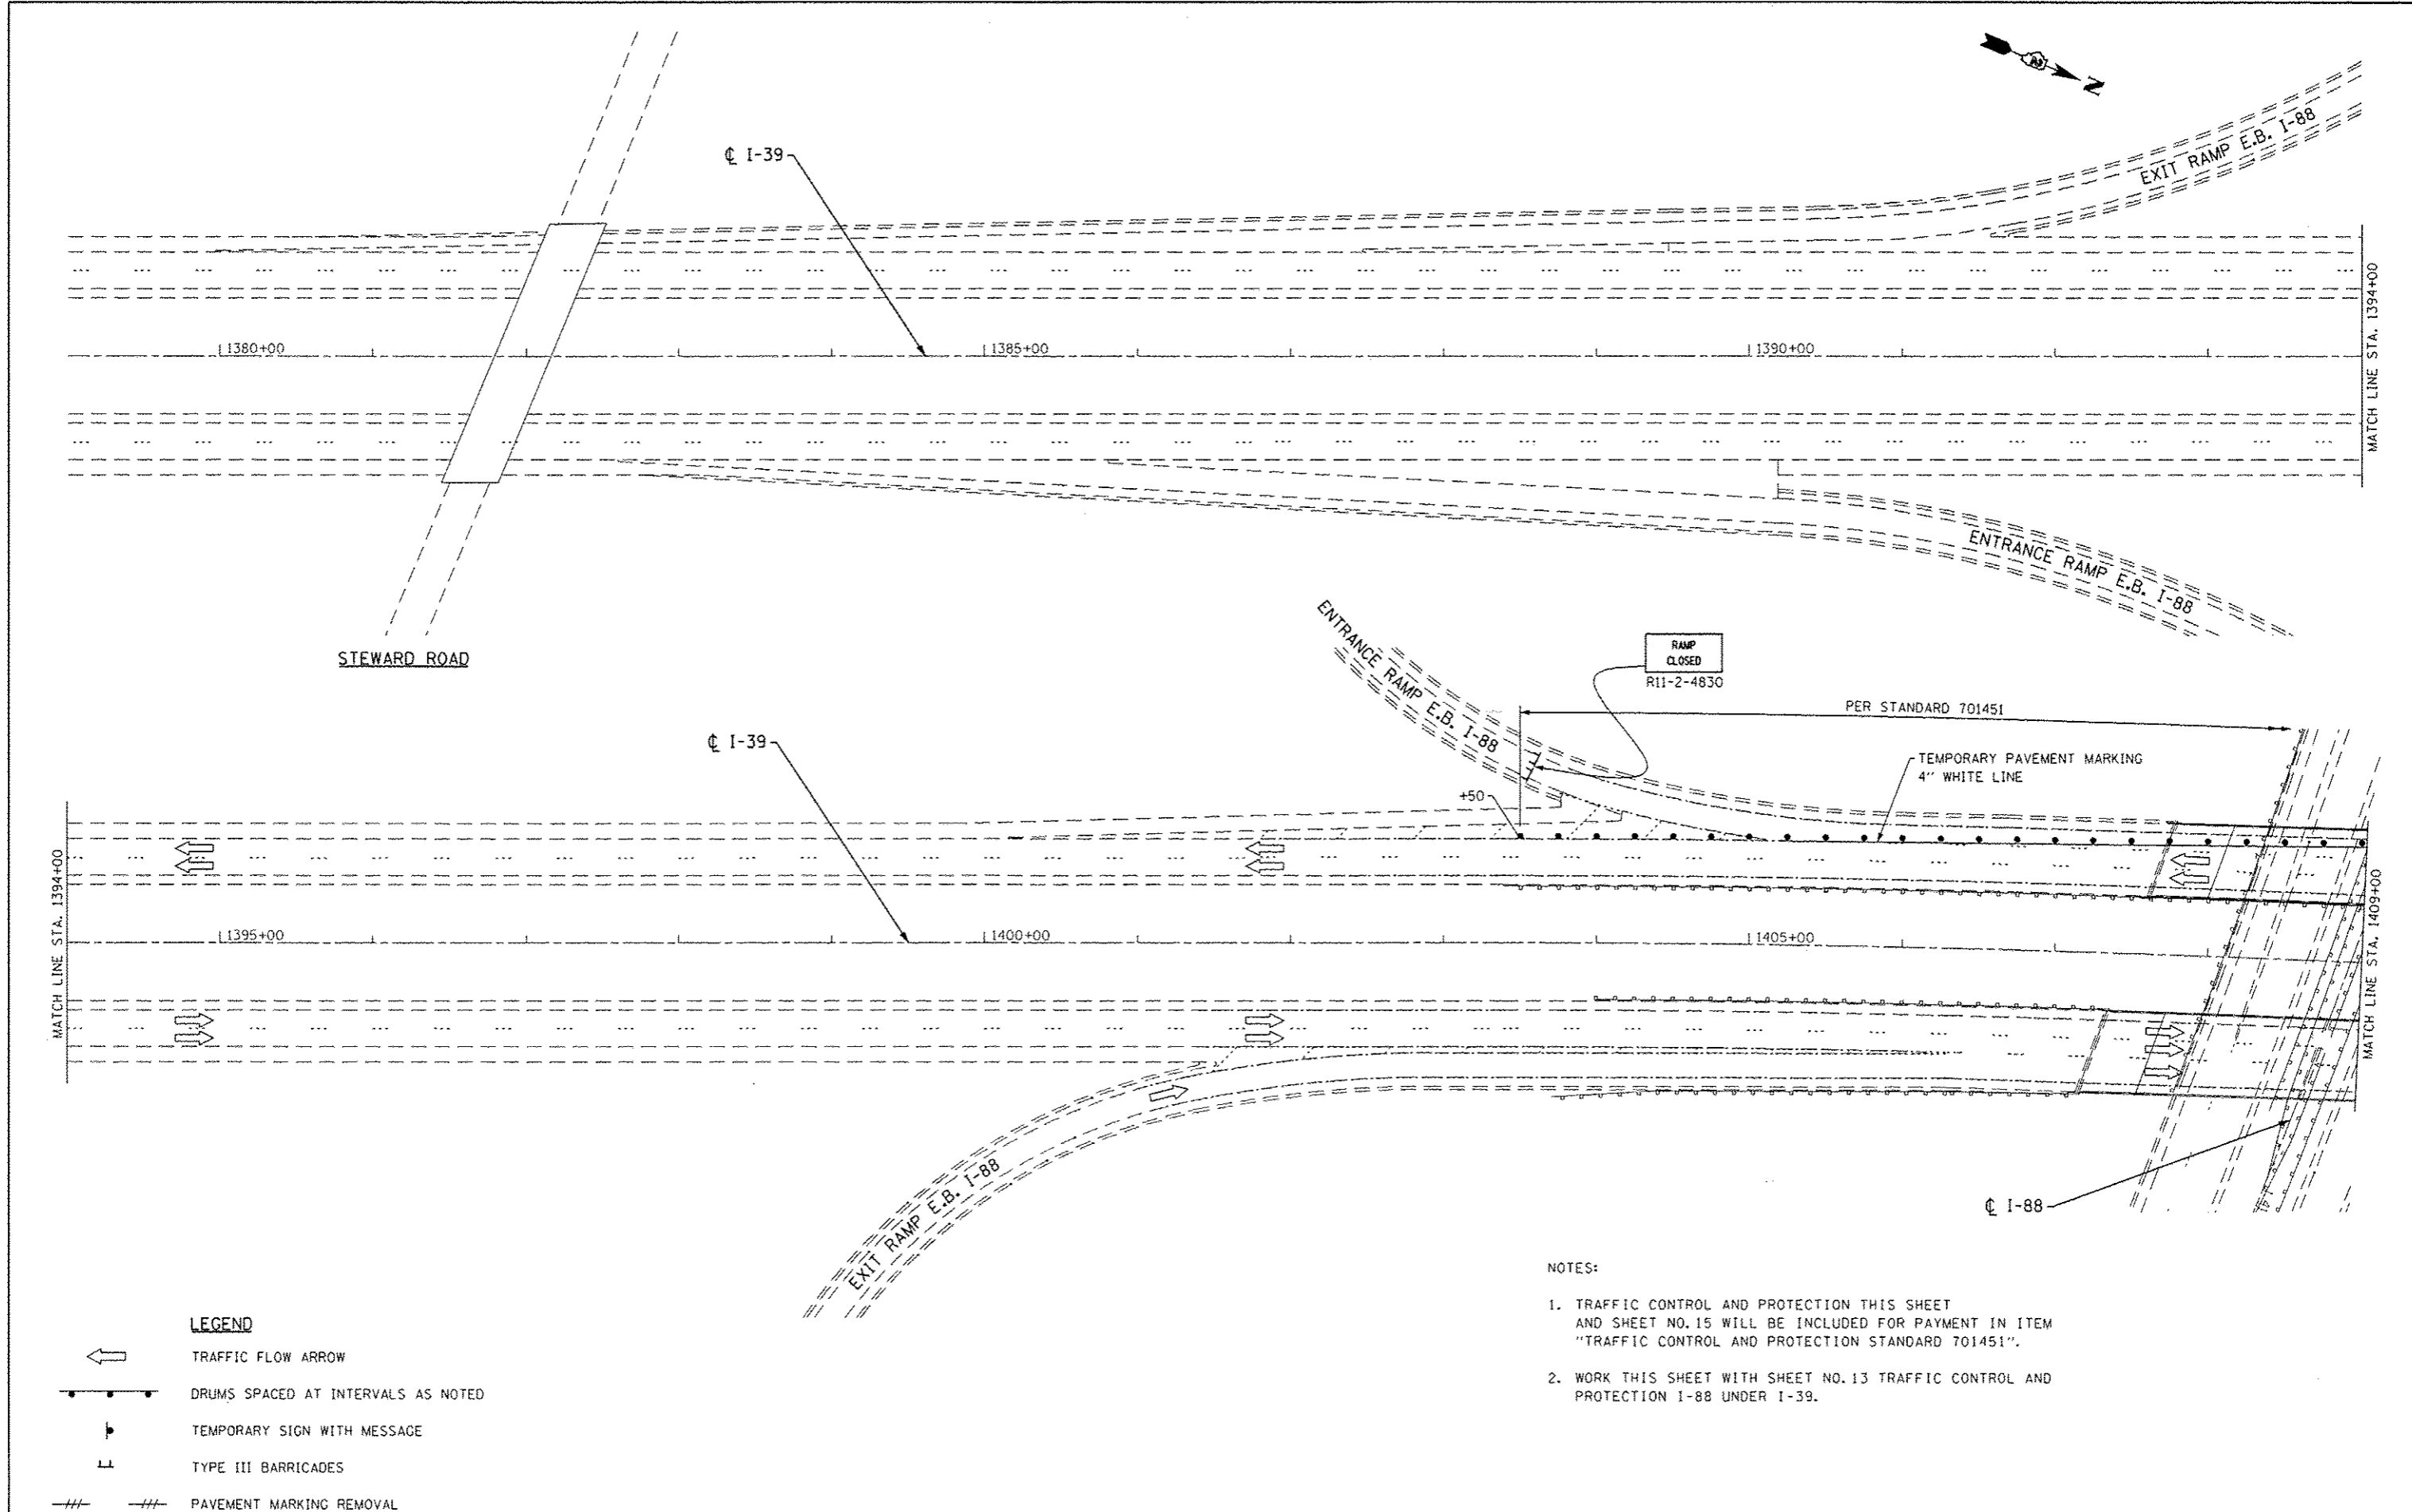 N
EXIT RAMP E.B. I-88
℄ I-39
1380+00
1385+00
1390+00
MATCH LINE STA. 1394+00
ENTRANCE RAMP E.B. I-88
STEWARD ROAD
ENTRANCE RAMP E.B. I-88
RAMP
CLOSED
R11-2-4830
PER STANDARD 701451
TEMPORARY PAVEMENT MARKING
4" WHITE LINE
+50
℄ I-39
MATCH LINE STA. 1394+00
1395+00
1400+00
1405+00
MATCH LINE STA. 1409+00
EXIT RAMP E.B. I-88
℄ I-88
NOTES:
1. TRAFFIC CONTROL AND PROTECTION THIS SHEET
AND SHEET NO. 15 WILL BE INCLUDED FOR PAYMENT IN ITEM
"TRAFFIC CONTROL AND PROTECTION STANDARD 701451".
2. WORK THIS SHEET WITH SHEET NO. 13 TRAFFIC CONTROL AND
PROTECTION I-88 UNDER I-39.
LEGEND
TRAFFIC FLOW ARROW
DRUMS SPACED AT INTERVALS AS NOTED
TEMPORARY SIGN WITH MESSAGE
TYPE III BARRICADES
PAVEMENT MARKING REMOVAL